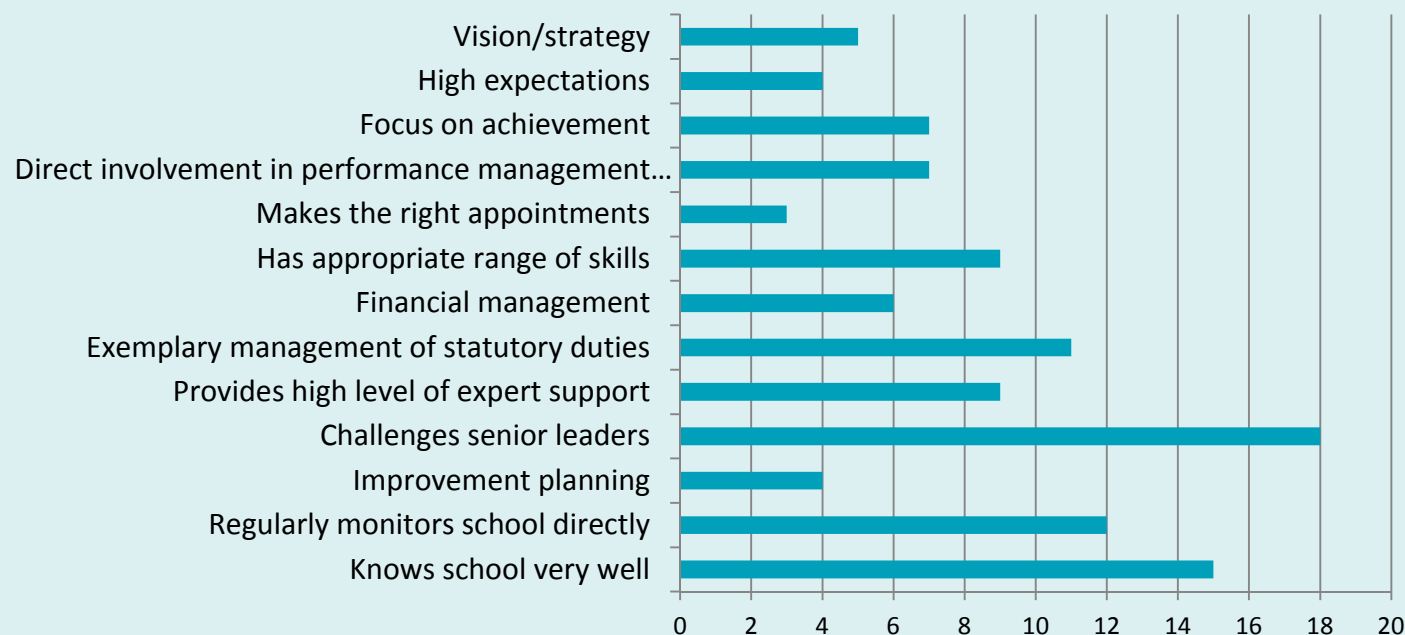 Vision/strategy
High expectations
Focus on achievement
Direct involvement in performance management...
Makes the right appointments
Has appropriate range of skills
Financial management
Exemplary management of statutory duties
Provides high level of expert support
Challenges senior leaders
Improvement planning
Regularly monitors school directly
Knows school very well
0 2 4 6 8 10 12 14 16 18 20